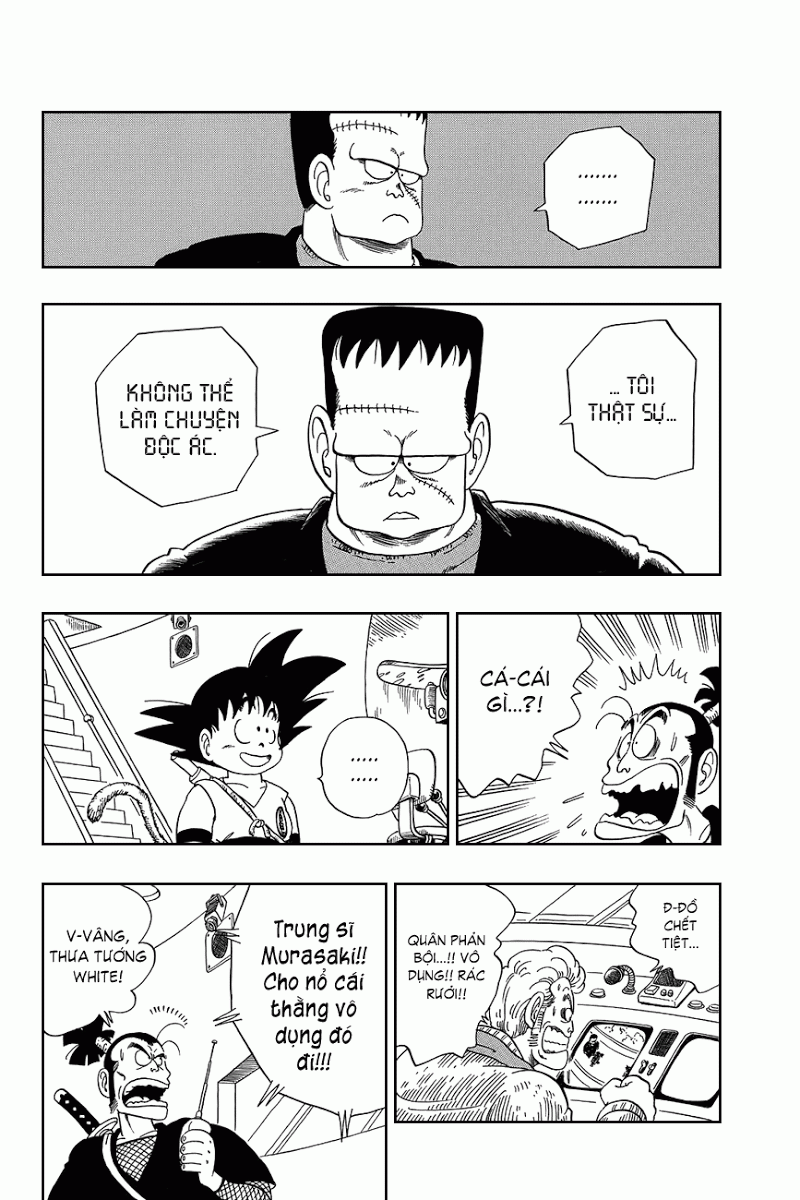 .......
.......
... TÔI
THẬT SỰ...
KHÔNG THỂ
LÀM CHUYỆN
ĐỘC ÁC.
CÁ-CÁI
GÌ...?!
.....
.....
Đ-ĐỒ
CHẾT
TIỆT...
QUÂN PHẢN
BỘI...!! VÔ
DỤNG!! RÁC
RƯỞI!!
Trung sĩ
Murasaki!!
Cho nổ cái
thằng vô
dụng đó
đi!!!
V-VÂNG,
THƯA TƯỚNG
WHITE!